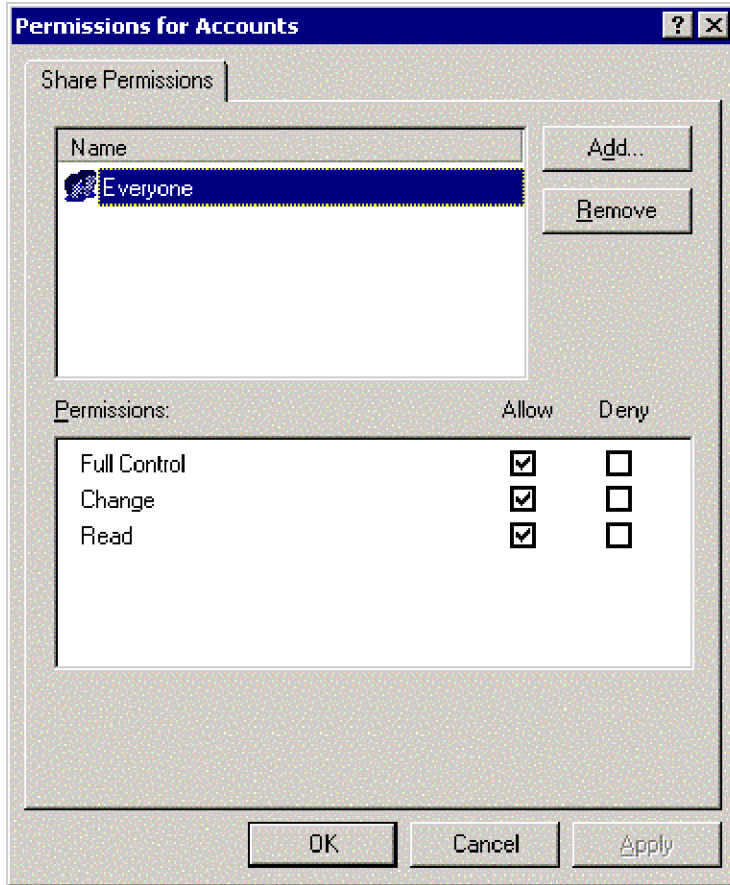 Permissions for Accounts
Share Permissions
Name
Add...
Everyone
Remove
Permissions: Allow Deny
Full Control
Change
Read
OK Cancel Apply